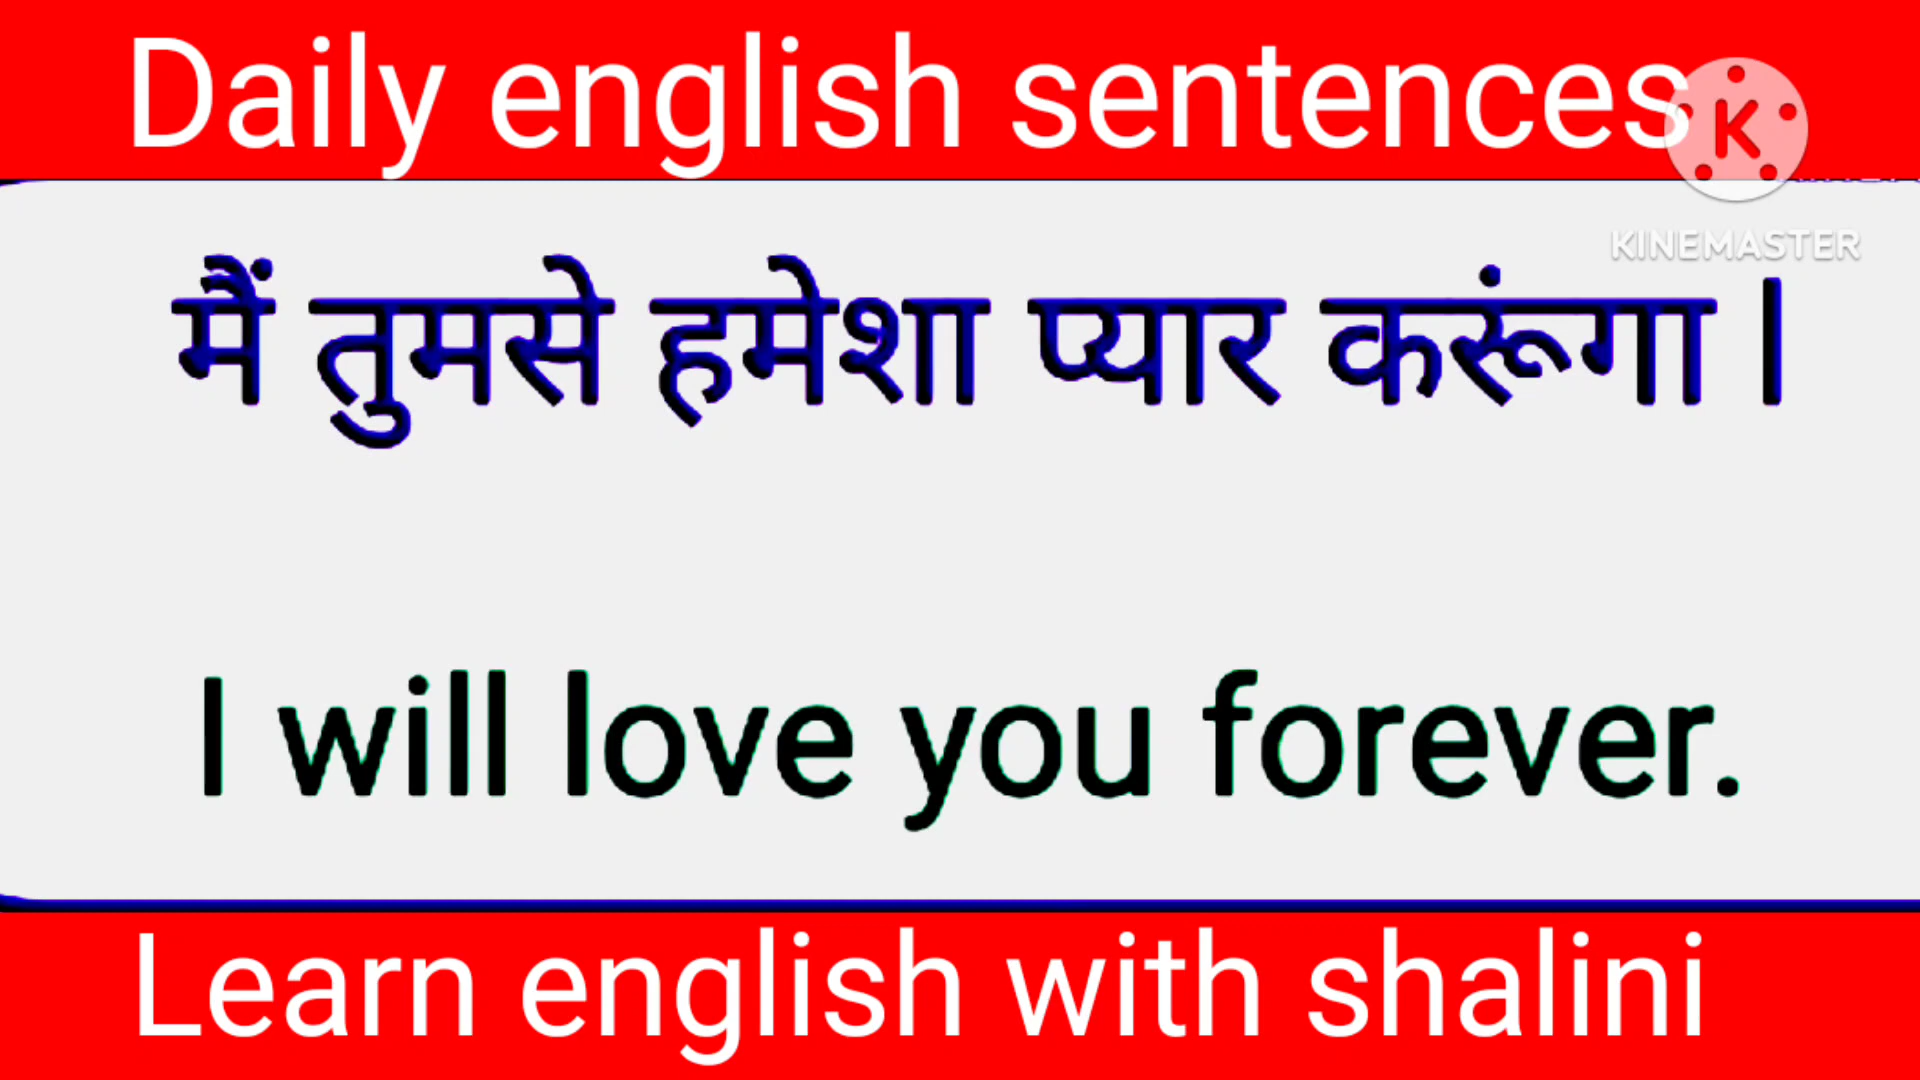 Daily english sentences
K
KINEMASTER
मैं तुमसे हमेशा प्यार करूंगा ।
I will love you forever.
Learn english with shalini